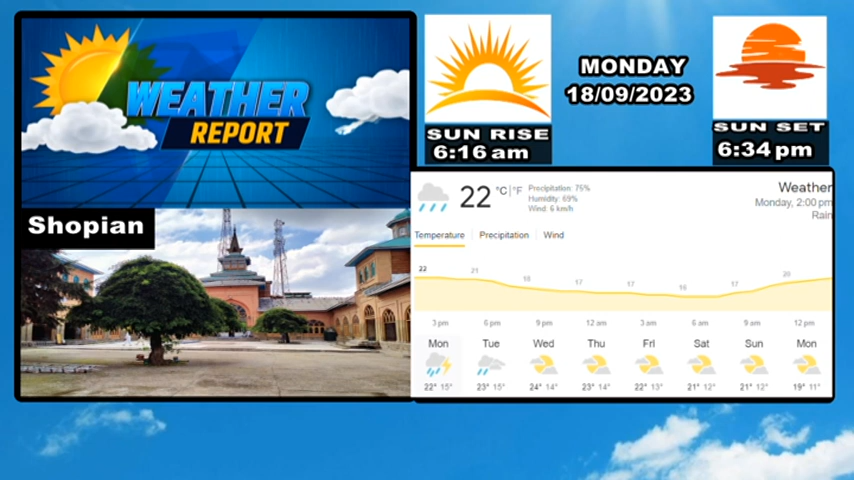 WEATHER
REPORT
SUN RISE
6:16 am
MONDAY
18/09/2023
SUN SET
6:34 pm
Shopian
22 °C | °F
Precipitation: 75%
Humidity: 69%
Wind: 6 km/h
Weather
Monday, 2:00 pm
Rain
Temperature Precipitation Wind
22 21 18 17 17 16 17 20
3 pm 6 pm 9 pm 12 am 3 am 6 am 9 am 12 pm
Mon Tue Wed Thu Fri Sat Sun Mon
22° 15° 23° 15° 24° 14° 23° 14° 22° 13° 21° 12° 21° 12° 19° 11°